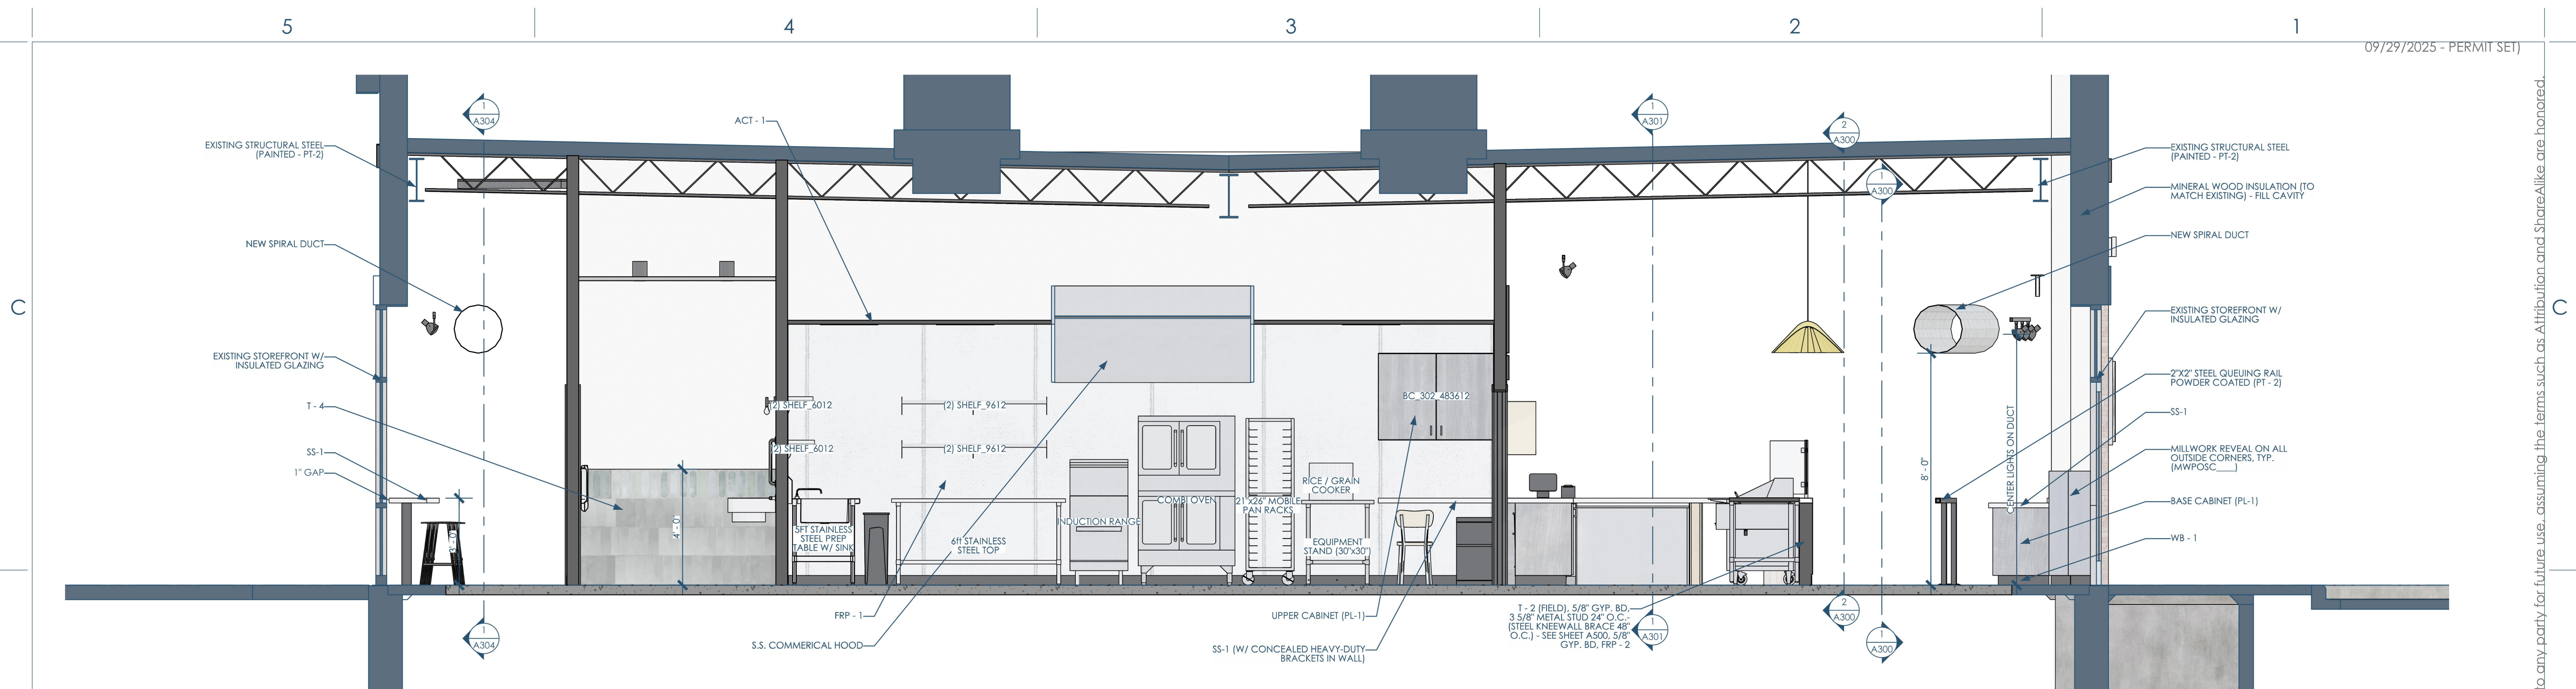 5
4
3
2
1
09/29/2025 - PERMIT SET)
to any party for future use, assuming the terms such as Attribution and ShareAlike are honored.
C
C
1
A304
ACT - 1
1
A301
2
A300
1
A300
EXISTING STRUCTURAL STEEL
(PAINTED - PT-2)
NEW SPIRAL DUCT
EXISTING STOREFRONT W/
INSULATED GLAZING
T - 4
SS-1
1" GAP
3' - 0"
4' - 0"
(2) SHELF_6012
(2) SHELF_6012
(2) SHELF_9612
(2) SHELF_9612
5FT STAINLESS
STEEL PREP
TABLE W/ SINK
6ft STAINLESS
STEEL TOP
INDUCTION RANGE
COMBI OVEN
21"x26" MOBILE
PAN RACKS
RICE / GRAIN
COOKER
EQUIPMENT
STAND (30"x30")
BC_302_483612
8' - 0"
CENTER LIGHTS ON DUCT
EXISTING STRUCTURAL STEEL
(PAINTED - PT-2)
MINERAL WOOD INSULATION (TO
MATCH EXISTING) - FILL CAVITY
NEW SPIRAL DUCT
EXISTING STOREFRONT W/
INSULATED GLAZING
2"X2" STEEL QUEUING RAIL
POWDER COATED (PT - 2)
SS-1
MILLWORK REVEAL ON ALL
OUTSIDE CORNERS, TYP.
(MWPOSC___)
BASE CABINET (PL-1)
WB - 1
1
A304
FRP - 1
S.S. COMMERICAL HOOD
UPPER CABINET (PL-1)
SS-1 (W/ CONCEALED HEAVY-DUTY
BRACKETS IN WALL)
T - 2 (FIELD), 5/8" GYP. BD,
3 5/8" METAL STUD 24" O.C.-
(STEEL KNEEWALL BRACE 48"
O.C.) - SEE SHEET A500, 5/8"
GYP. BD, FRP - 2
1
A301
2
A300
1
A300